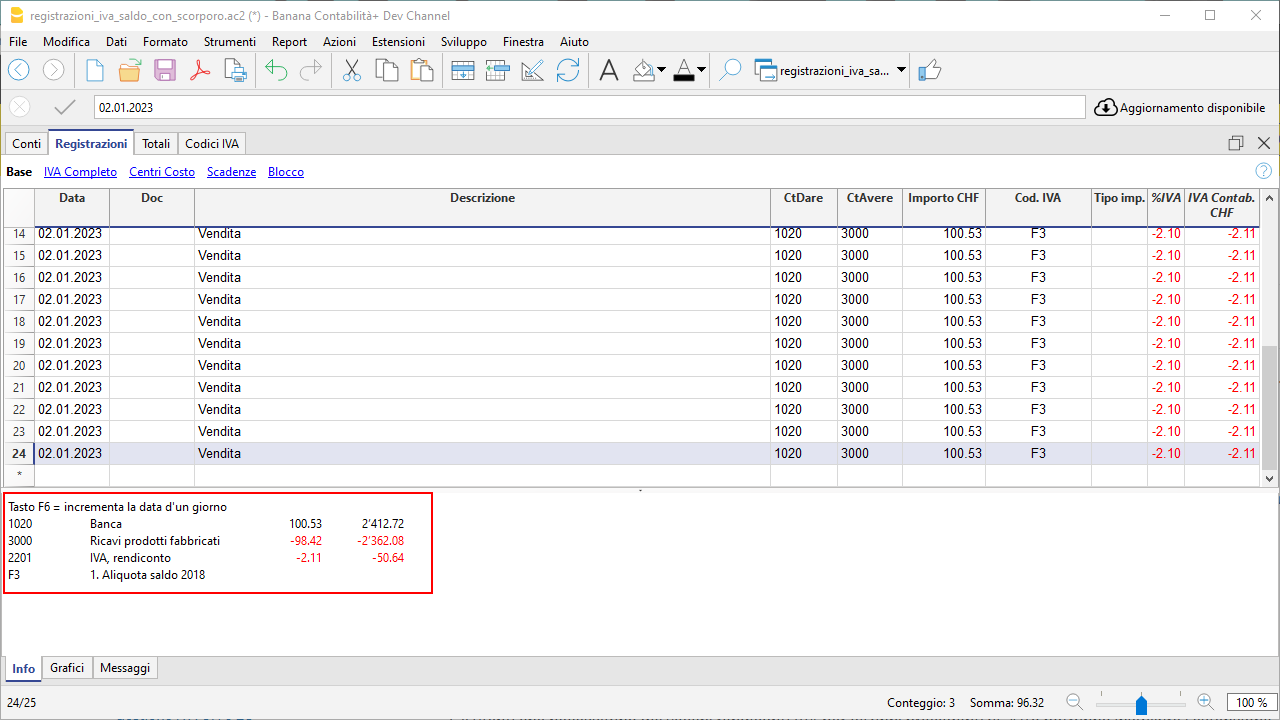 registrazioni_iva_saldo_con_scorporo.ac2 (*) - Banana Contabilità+ Dev Channel
File Modifica Dati Formato Strumenti Report Azioni Estensioni Sviluppo Finestra Aiuto
registrazioni_iva_sa...
02.01.2023 Aggiornamento disponibile
Conti Registrazioni Totali Codici IVA
Base IVA Completo Centri Costo Scadenze Blocco
Data Doc Descrizione CtDare CtAvere Importo CHF Cod. IVA Tipo imp. %IVA IVA Contab. CHF
14 02.01.2023 Vendita 1020 3000 100.53 F3 -2.10 -2.11
15 02.01.2023 Vendita 1020 3000 100.53 F3 -2.10 -2.11
16 02.01.2023 Vendita 1020 3000 100.53 F3 -2.10 -2.11
17 02.01.2023 Vendita 1020 3000 100.53 F3 -2.10 -2.11
18 02.01.2023 Vendita 1020 3000 100.53 F3 -2.10 -2.11
19 02.01.2023 Vendita 1020 3000 100.53 F3 -2.10 -2.11
20 02.01.2023 Vendita 1020 3000 100.53 F3 -2.10 -2.11
21 02.01.2023 Vendita 1020 3000 100.53 F3 -2.10 -2.11
22 02.01.2023 Vendita 1020 3000 100.53 F3 -2.10 -2.11
23 02.01.2023 Vendita 1020 3000 100.53 F3 -2.10 -2.11
24 02.01.2023 Vendita 1020 3000 100.53 F3 -2.10 -2.11
*
Tasto F6 = incrementa la data d'un giorno
1020 Banca 100.53 2'412.72
3000 Ricavi prodotti fabbricati -98.42 -2'362.08
2201 IVA, rendiconto -2.11 -50.64
F3 1. Aliquota saldo 2018
Info Grafici Messaggi
24/25 Conteggio: 3 Somma: 96.32 100 %